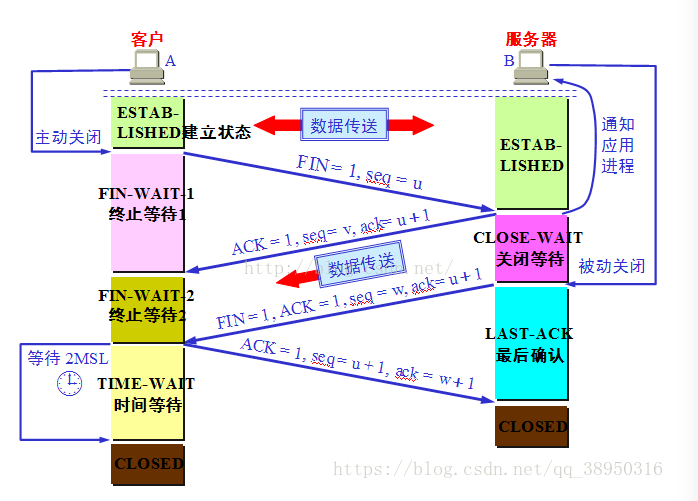 客户
服务器
A
B
ESTAB-
LISHED建立状态
数据传送
主动关闭
通知
应用
进程
ESTAB-
LISHED
FIN = 1, seq = u
FIN-WAIT-1
终止等待1
ACK = 1, seq = v, ack= u + 1
CLOSE-WAIT
关闭等待
数据传送
被动关闭
FIN-WAIT-2
终止等待2
FIN = 1, ACK = 1, seq = w, ack= u + 1
LAST-ACK
最后确认
等待 2MSL
ACK = 1, seq = u + 1, ack = w + 1
TIME-WAIT
时间等待
CLOSED
CLOSED
https://blog.csdn.net/qq_38950316